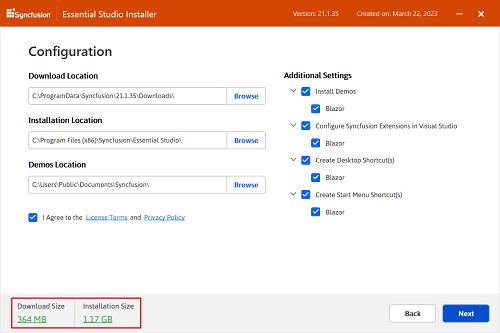 Syncfusion Essential Studio Installer Version: 21.1.35 Created on: March 22, 2023
Configuration
Download Location
C:\ProgramData\Syncfusion\21.1.35\Downloads\ Browse
Installation Location
C:\Program Files (x86)\Syncfusion\Essential Studio\ Browse
Demos Location
C:\Users\Public\Documents\Syncfusion\ Browse
I Agree to the License Terms and Privacy Policy
Additional Settings
Install Demos
Blazor
Configure Syncfusion Extensions in Visual Studio
Blazor
Create Desktop Shortcut(s)
Blazor
Create Start Menu Shortcut(s)
Blazor
Download Size Installation Size
364 MB 1.17 GB
Back Next